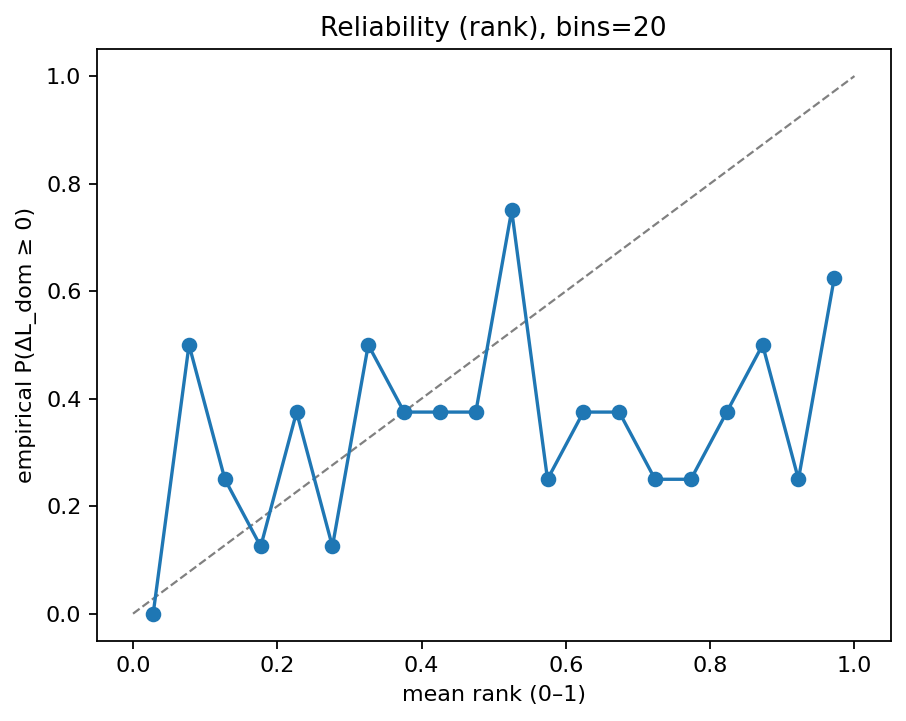 Reliability (rank), bins=20
empirical P(ΔL_dom ≥ 0)
1.0
0.8
0.6
0.4
0.2
0.0
0.0 0.2 0.4 0.6 0.8 1.0
mean rank (0–1)